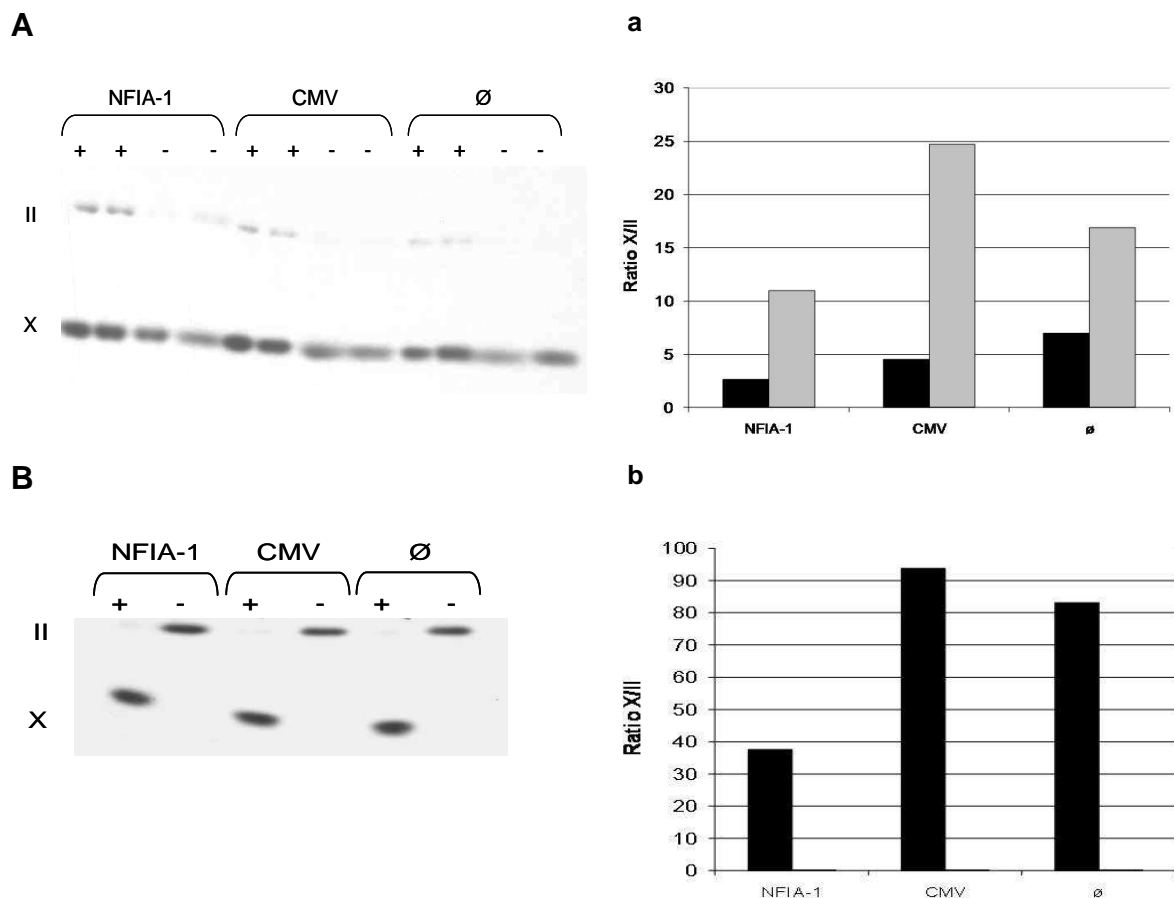 A
NFIA-1 CMV Ø
+ + - - + + - - + + - -
II
X
a
30
25
20
15
10
5
0
Ratio X/II
NFIA-1 CMV ø
B
NFIA-1 CMV Ø
+ - + - + -
II
X
b
100
90
80
70
60
50
40
30
20
10
0
Ratio X/II
NFIA-1 CMV ø